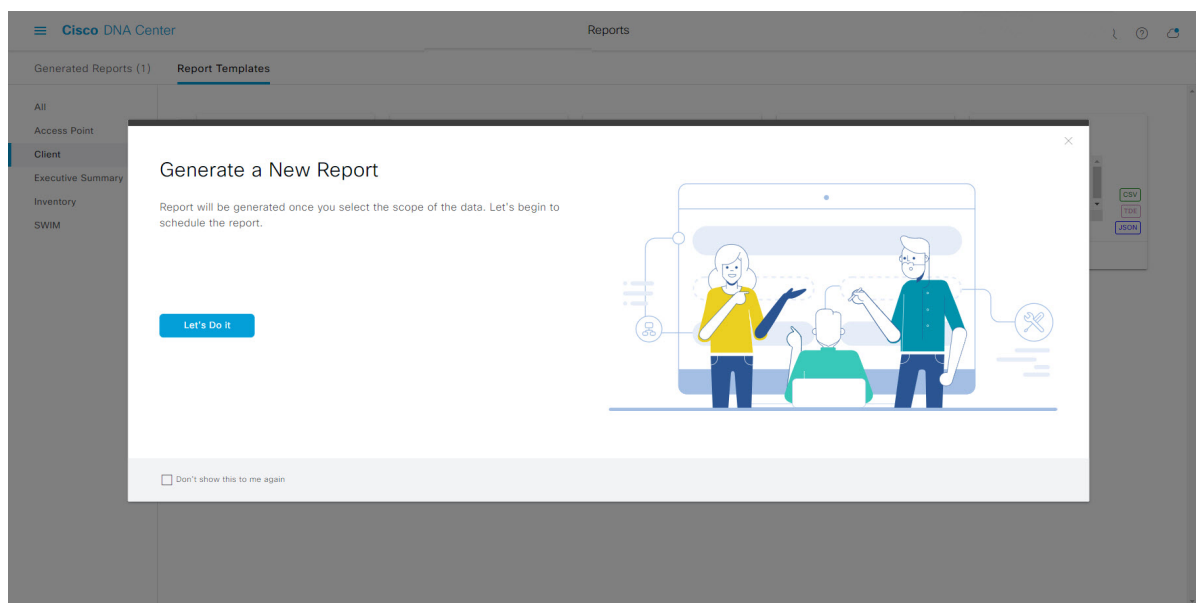 Cisco DNA Center
Reports
Generated Reports (1)
Report Templates
All
Access Point
Client
Executive Summary
Inventory
SWIM
Generate a New Report
Report will be generated once you select the scope of the data. Let's begin to
schedule the report.
Let's Do it
Don't show this to me again
CSV
TDE
JSON